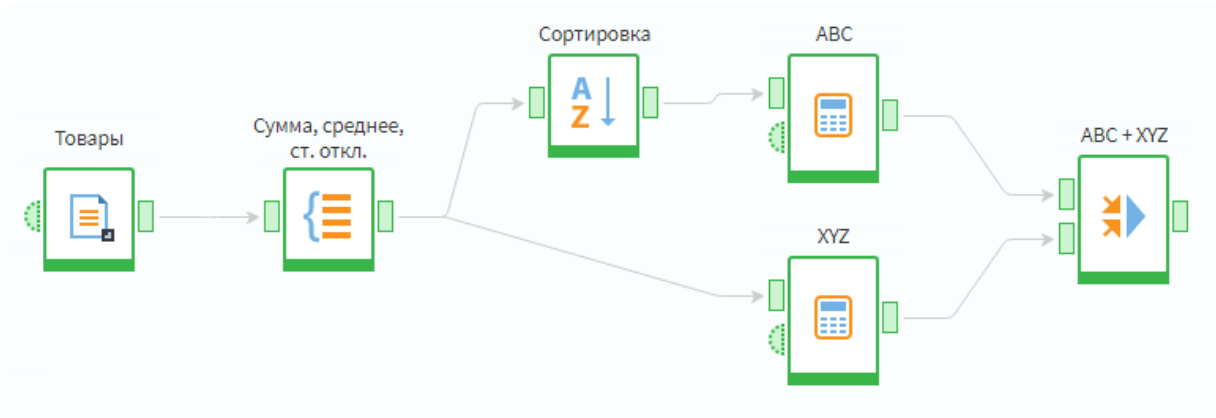 Товары
Сумма, среднее,
ст. откл.
Сортировка
A
Z
ABC
XYZ
ABC + XYZ